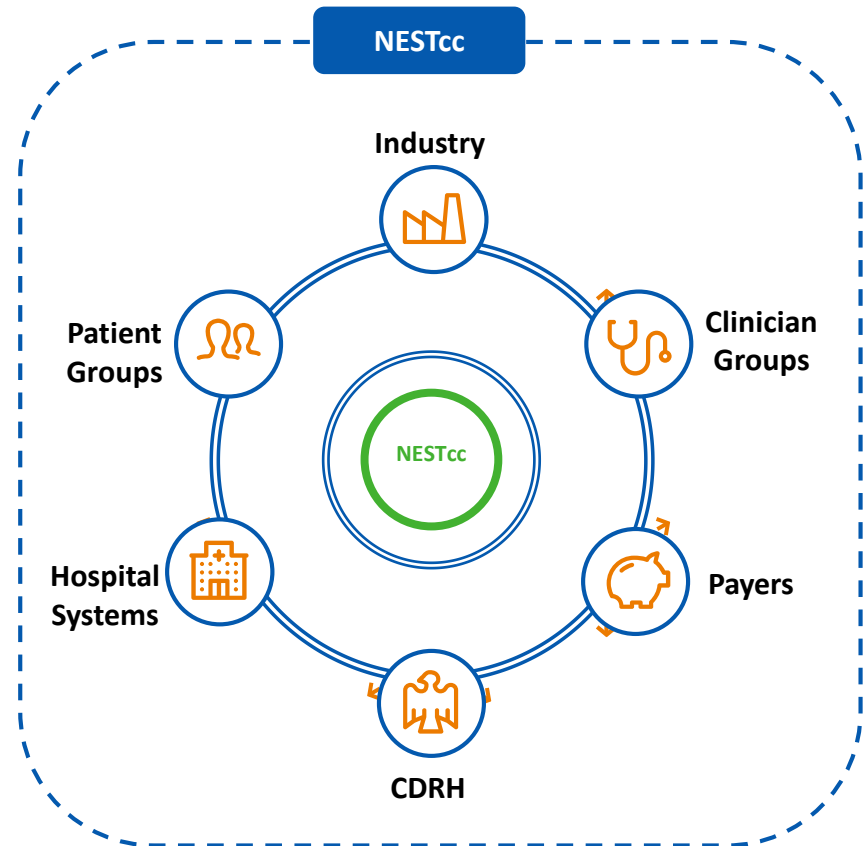 NESTcc
Industry
Patient
Groups
Clinician
Groups
NESTcc
Hospital
Systems
Payers
CDRH